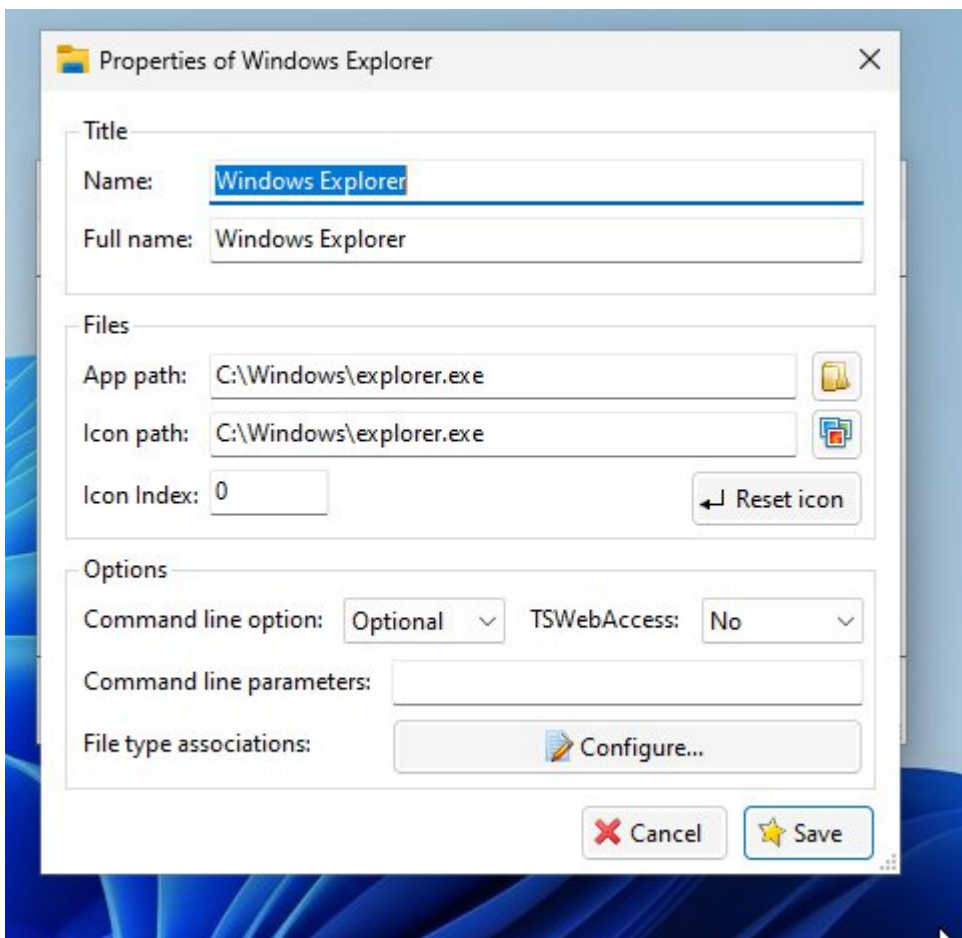 Properties of Windows Explorer
Title
Name: Windows Explorer
Full name: Windows Explorer
Files
App path: C:\Windows\explorer.exe
Icon path: C:\Windows\explorer.exe
Icon Index: 0 Reset icon
Options
Command line option: Optional TSWebAccess: No
Command line parameters:
File type associations: Configure...
Cancel Save